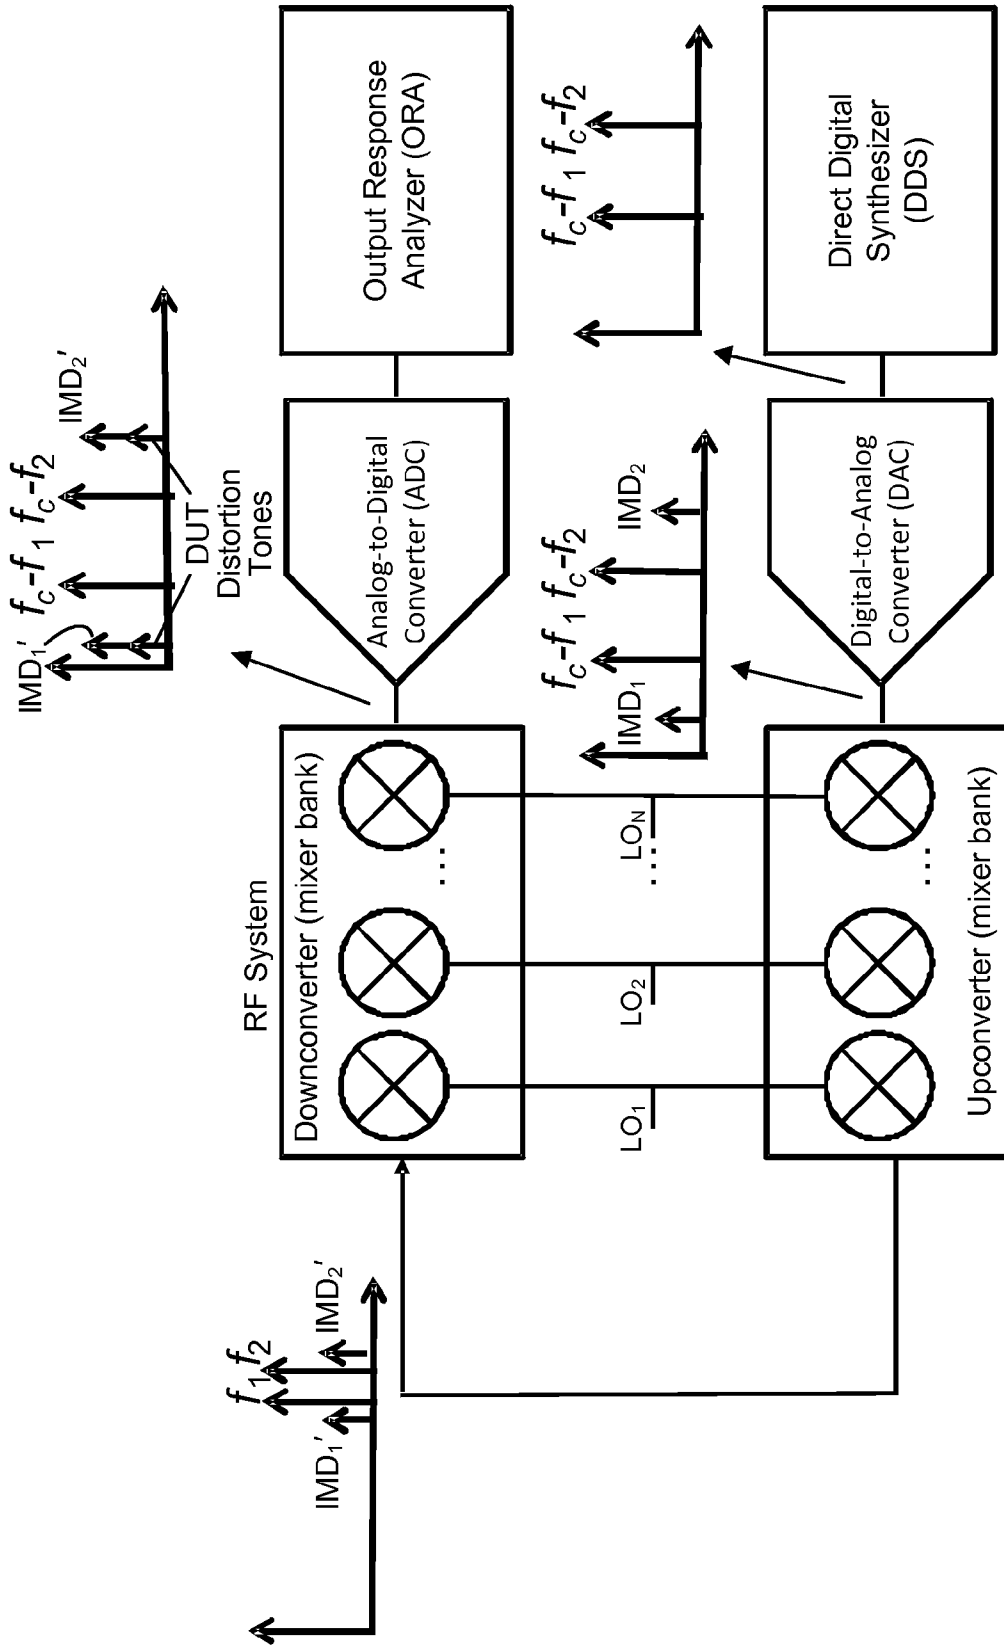 f1 f2
IMD1′
IMD2′
RF System
Downconverter (mixer bank)
...
LO1
LO2
....
LON
...
Upconverter (mixer bank)
IMD1′
fc-f1 fc-f2
IMD2′
DUT
Distortion
Tones
Analog-to-Digital
Converter (ADC)
Output Response
Analyzer (ORA)
IMD1
fc-f1 fc-f2
IMD2
fc-f1 fc-f2
Digital-to-Analog
Converter (DAC)
Direct Digital
Synthesizer
(DDS)